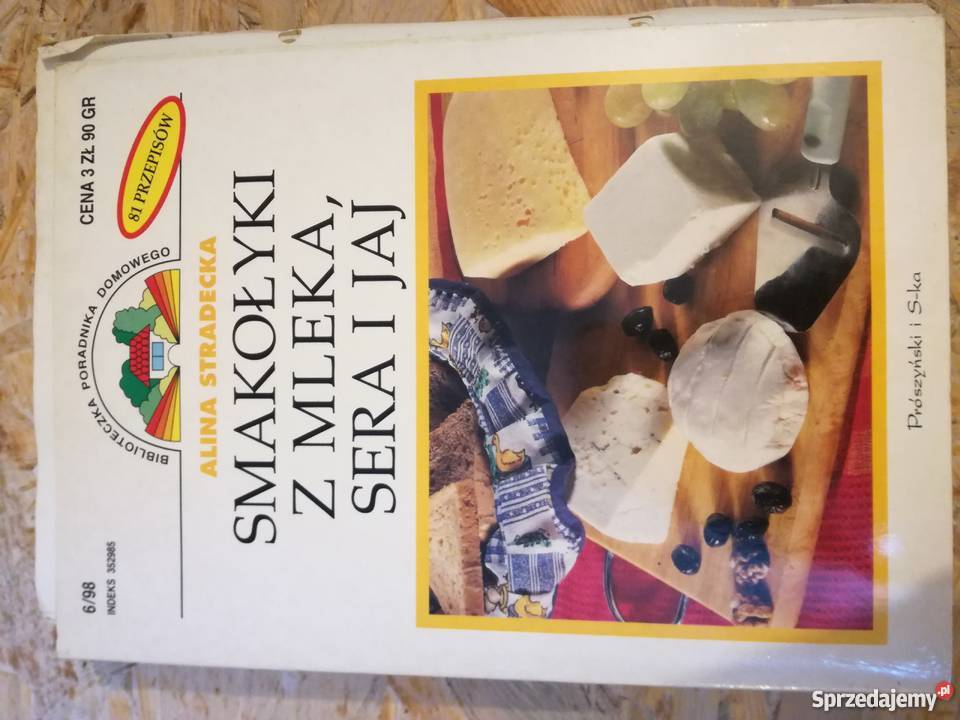 6/98
INDEKS 352985
BIBLIOTECZKA PORADNIKA DOMOWEGO
CENA 3 ZŁ 90 GR
81 PRZEPISÓW
ALINA STRADECKA
SMAKOŁYKI
Z MLEKA,
SERA I JAJ
Prószyński i S-ka
Sprzedajemy.pl